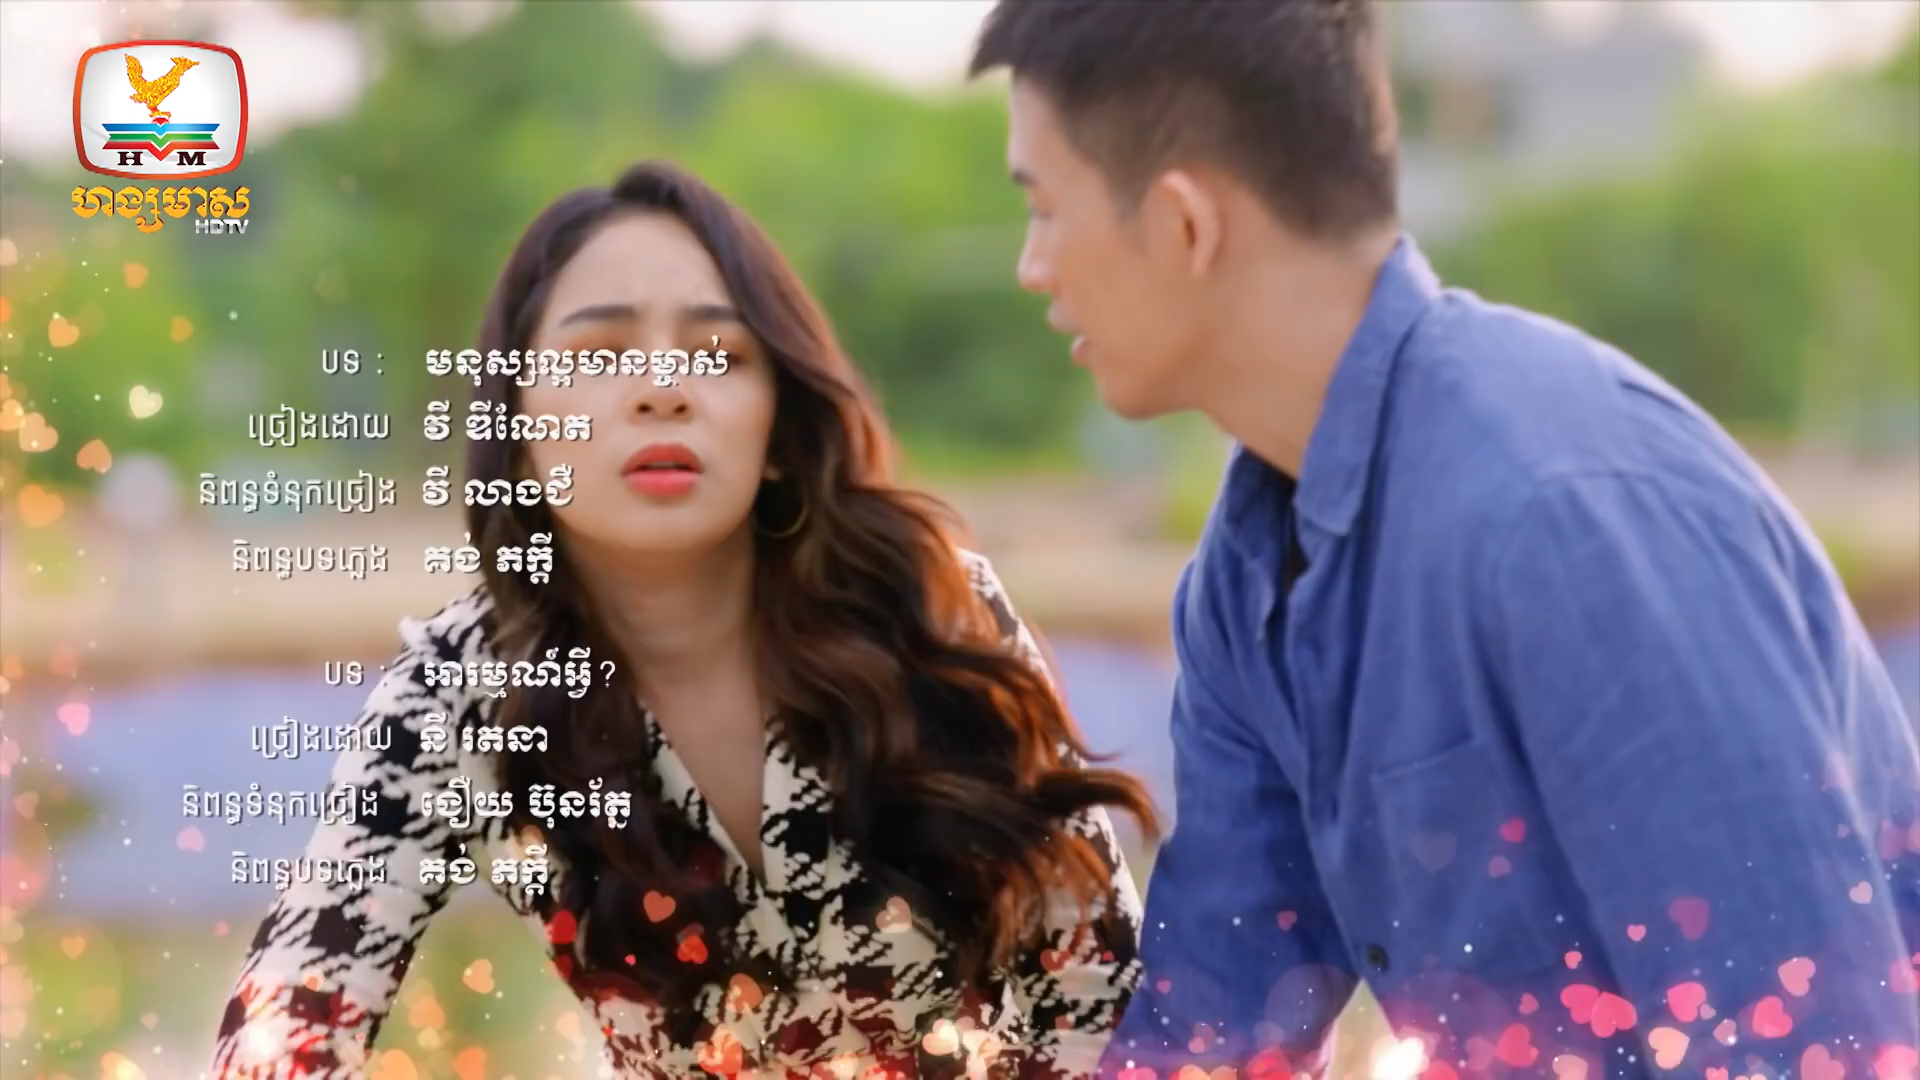 H M
ហង្សមាស
HDTV
បទ : មនុស្សល្អមានម្ចាស់
ច្រៀងដោយ វី ឌីណែត
និពន្ធទំនុកច្រៀង វី លាងជឺ
និពន្ធបទភ្លេង គង់ ភក្ដី
បទ : អារម្មណ៍អ្វី?
ច្រៀងដោយ នី រតនា
និពន្ធទំនុកច្រៀង ងឿយ ប៊ុនរ័ត្ន
និពន្ធបទភ្លេង គង់ ភក្ដី